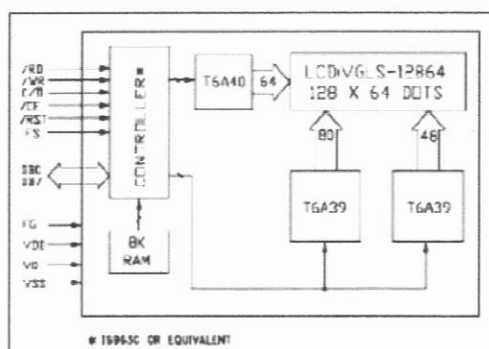 /RD
/WR
C/D
/CE
/RST
FS
DB0
DB7
FG
VDD
VO
VSS
CONTROLLER*
8K
RAM
T6A40
64
LCD:VGLS-12864
128 X 64 DOTS
80
48
T6A39
T6A39
* T6963C OR EQUIVALENT